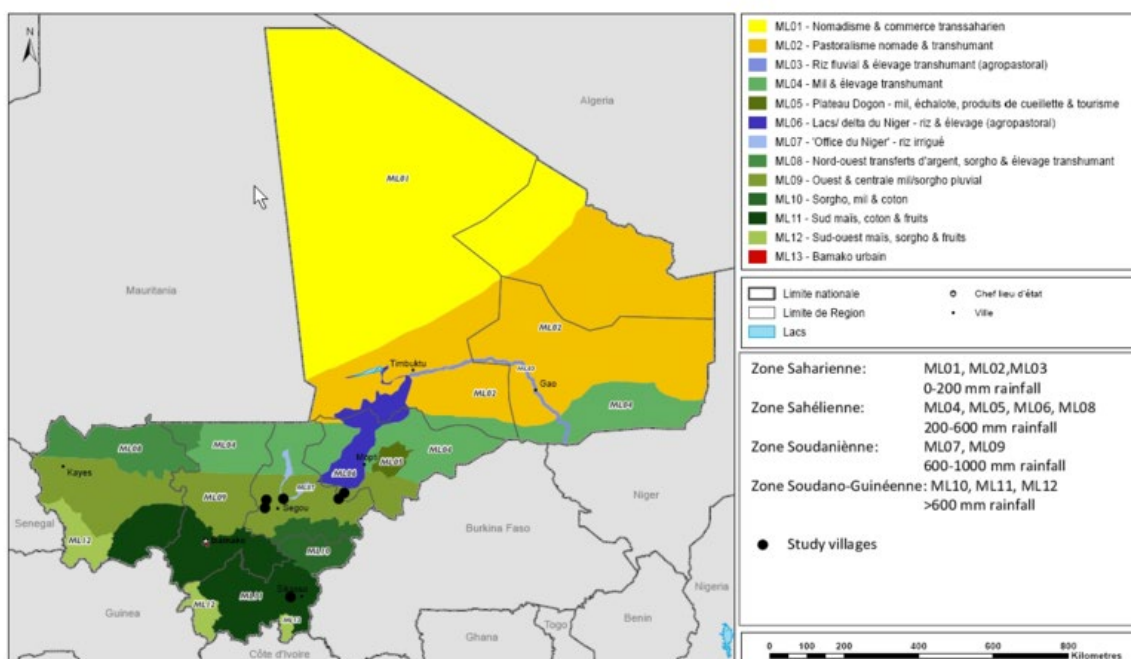 N
Algeria
ML01
Mauritania
ML02
Timbuktu
ML03
ML02
Gao
ML04
ML08
ML04
ML04
ML05
Mopti
ML06
Kayes
ML07
ML09
Segou
Niger
Senegal
Burkina Faso
ML12
Bamako
ML10
Nigeria
Guinea
ML12
ML11
Sikasso
ML12
Benin
Togo
Ghana
Côte d'Ivoire
ML01 - Nomadisme & commerce transsaharien
ML02 - Pastoralisme nomade & transhumant
ML03 - Riz fluvial & élevage transhumant (agropastoral)
ML04 - Mil & élevage transhumant
ML05 - Plateau Dogon - mil, échalote, produits de cueillette & tourisme
ML06 - Lacs/ delta du Niger - riz & élevage (agropastoral)
ML07 - 'Office du Niger' - riz irrigué
ML08 - Nord-ouest transferts d'argent, sorgho & élevage transhumant
ML09 - Ouest & centrale mil/sorgho pluvial
ML10 - Sorgho, mil & coton
ML11 - Sud maïs, coton & fruits
ML12 - Sud-ouest maïs, sorgho & fruits
ML13 - Bamako urbain
Limite nationale
Chef lieu d'état
Limite de Region
Ville
Lacs
Zone Saharienne: ML01, ML02,ML03
0-200 mm rainfall
Zone Sahélienne: ML04, ML05, ML06, ML08
200-600 mm rainfall
Zone Soudaniènne: ML07, ML09
600-1000 mm rainfall
Zone Soudano-Guinéenne: ML10, ML11, ML12
>600 mm rainfall
Study villages
0 100 200 400 600 800
Kilometres